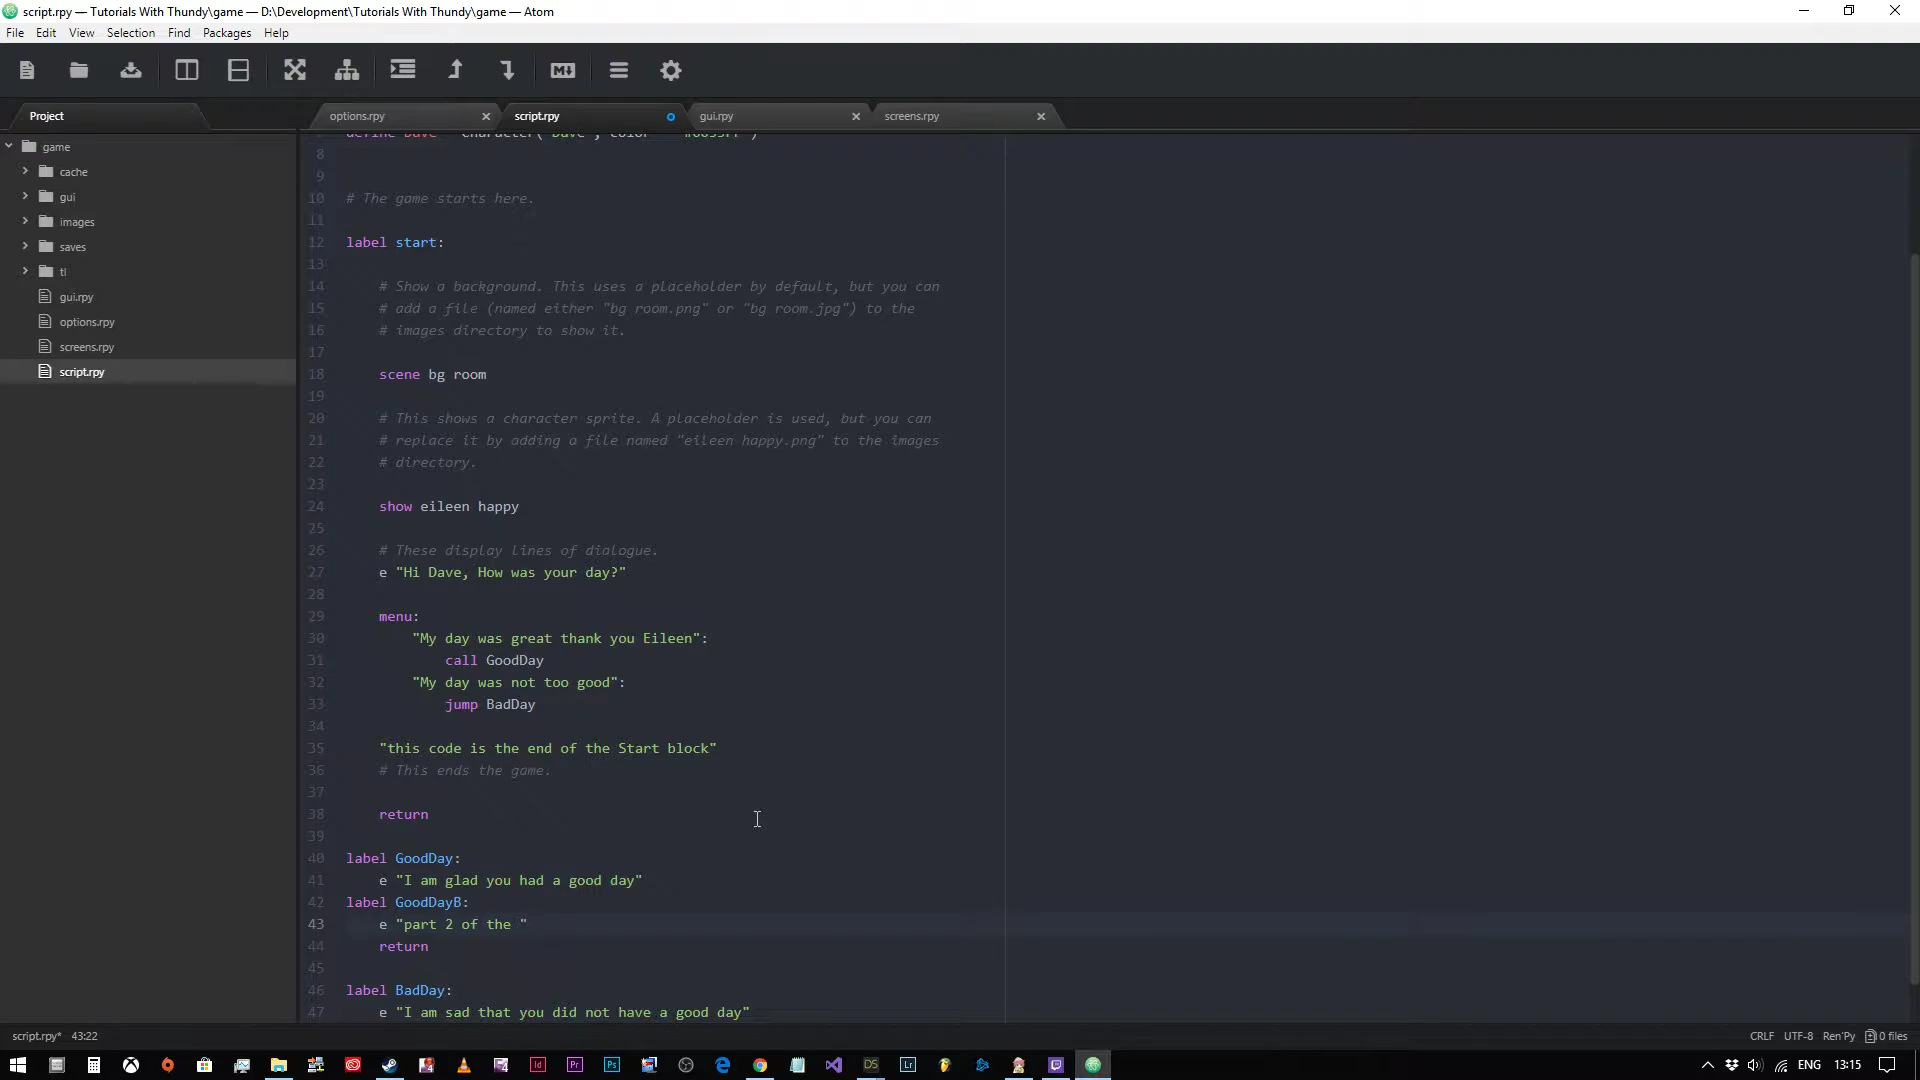 script.rpy — Tutorials With Thundy\game — D:\Development\Tutorials With Thundy\game — Atom
File Edit View Selection Find Packages Help
Project
options.rpy script.rpy gui.rpy screens.rpy
game
cache
gui
images
saves
tl
gui.rpy
options.rpy
screens.rpy
script.rpy
8
9
10 # The game starts here.
11
12 label start:
13
14 # Show a background. This uses a placeholder by default, but you can
15 # add a file (named either "bg room.png" or "bg room.jpg") to the
16 # images directory to show it.
17
18 scene bg room
19
20 # This shows a character sprite. A placeholder is used, but you can
21 # replace it by adding a file named "eileen happy.png" to the images
22 # directory.
23
24 show eileen happy
25
26 # These display lines of dialogue.
27 e "Hi Dave, How was your day?"
28
29 menu:
30 "My day was great thank you Eileen":
31 call GoodDay
32 "My day was not too good":
33 jump BadDay
34
35 "this code is the end of the Start block"
36 # This ends the game.
37
38 return
39
40 label GoodDay:
41 e "I am glad you had a good day"
42 label GoodDayB:
43 e "part 2 of the "
44 return
45
46 label BadDay:
47 e "I am sad that you did not have a good day"
script.rpy* 43:22 CRLF UTF-8 Ren'Py 0 files
ENG 13:15